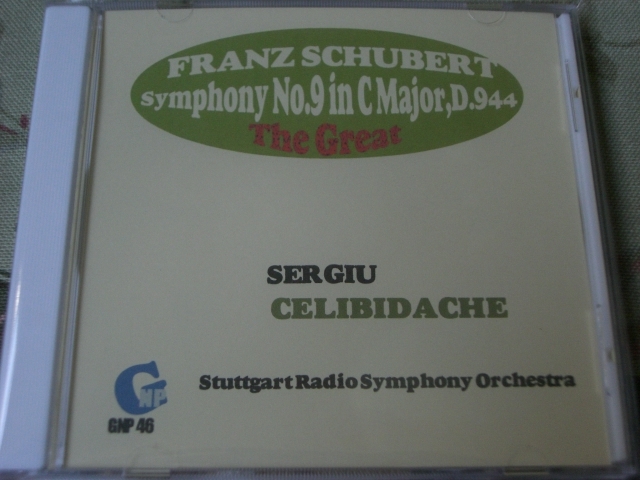 FRANZ SCHUBERT
Symphony No.9 in C Major,D.944
The Great
SERGIU
CELIBIDACHE
Stuttgart Radio Symphony Orchestra
GNP
GNP 46